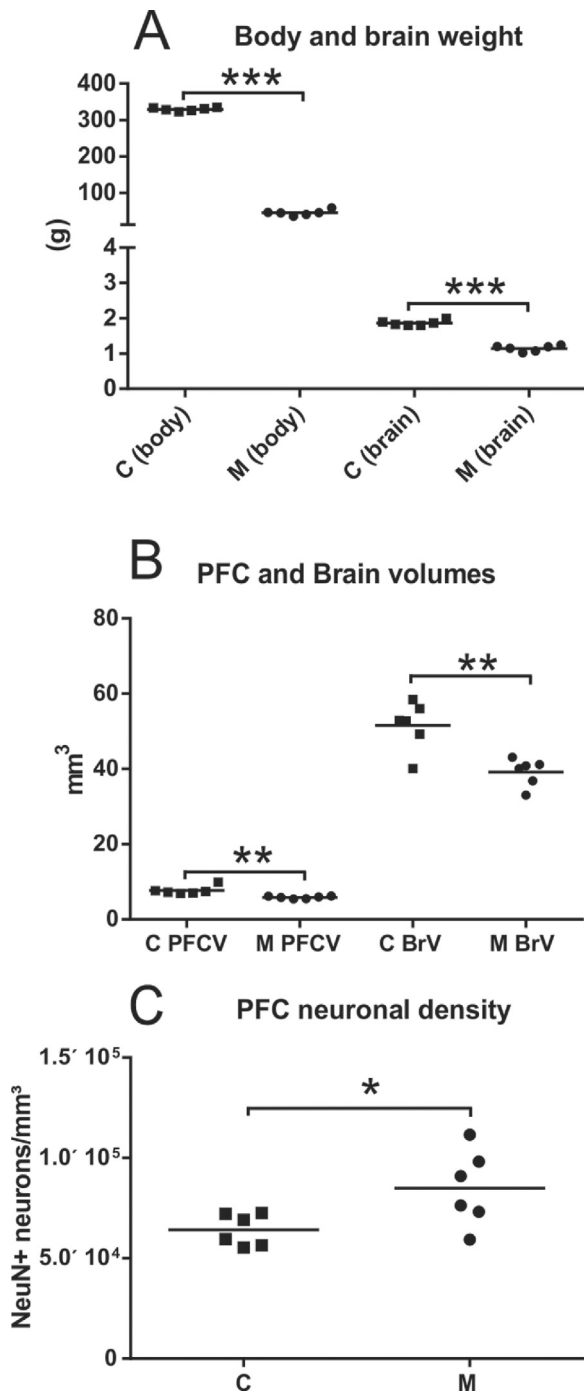 A Body and brain weight
***
400
300
200
100
(g)
***
4
3
2
1
0
C (body) M (body) C (brain) M (brain)
B PFC and Brain volumes
80
**
60
mm³
40
20
**
0
C PFCV M PFCV C BrV M BrV
C PFC neuronal density
1.5´ 10⁵
*
NeuN+ neurons/mm³
1.0´ 10⁵
5.0´ 10⁴
0
C M